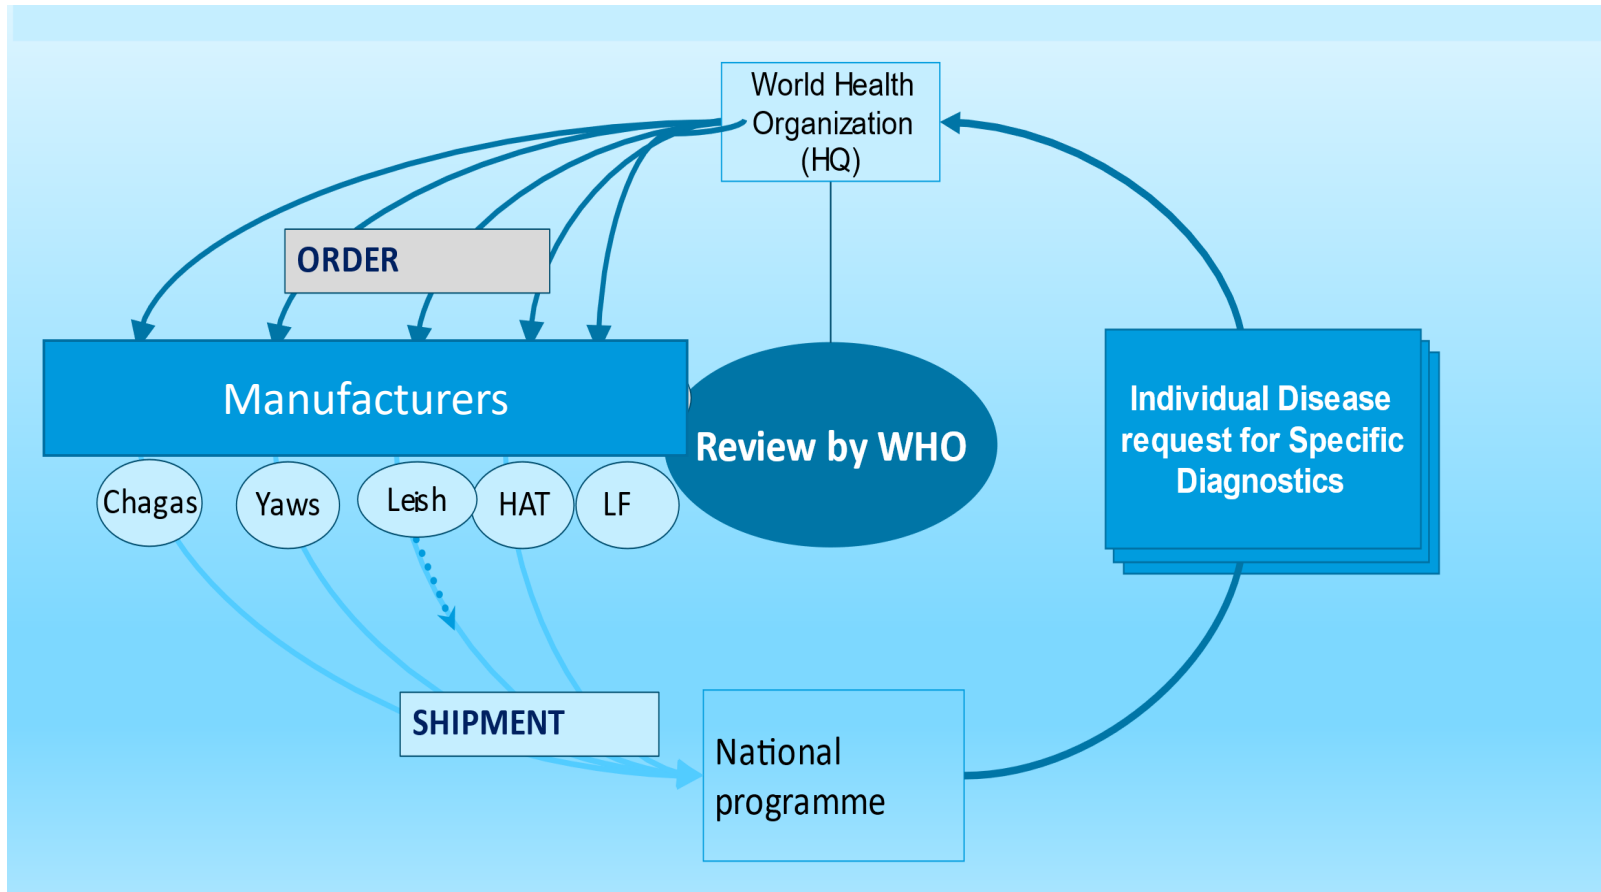 World Health
Organization
(HQ)
ORDER
Manufacturers
Individual Disease
request for Specific
Diagnostics
Review by WHO
Chagas
Yaws
Leish
HAT
LF
SHIPMENT
National
programme